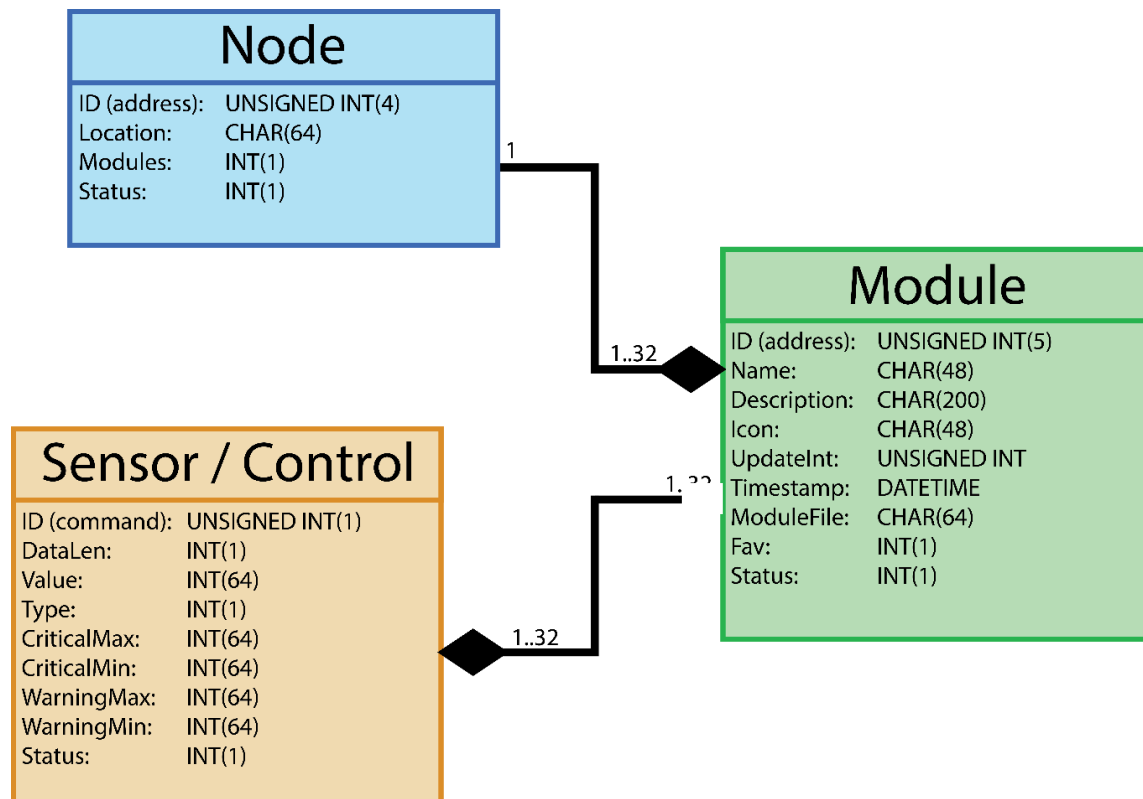 Node
ID (address): UNSIGNED INT(4)
Location: CHAR(64)
Modules: INT(1)
Status: INT(1)
1
1..32
Module
ID (address): UNSIGNED INT(5)
Name: CHAR(48)
Description: CHAR(200)
Icon: CHAR(48)
UpdateInt: UNSIGNED INT
Timestamp: DATETIME
ModuleFile: CHAR(64)
Fav: INT(1)
Status: INT(1)
Sensor / Control
ID (command): UNSIGNED INT(1)
DataLen: INT(1)
Value: INT(64)
Type: INT(1)
CriticalMax: INT(64)
CriticalMin: INT(64)
WarningMax: INT(64)
WarningMin: INT(64)
Status: INT(1)
1..32